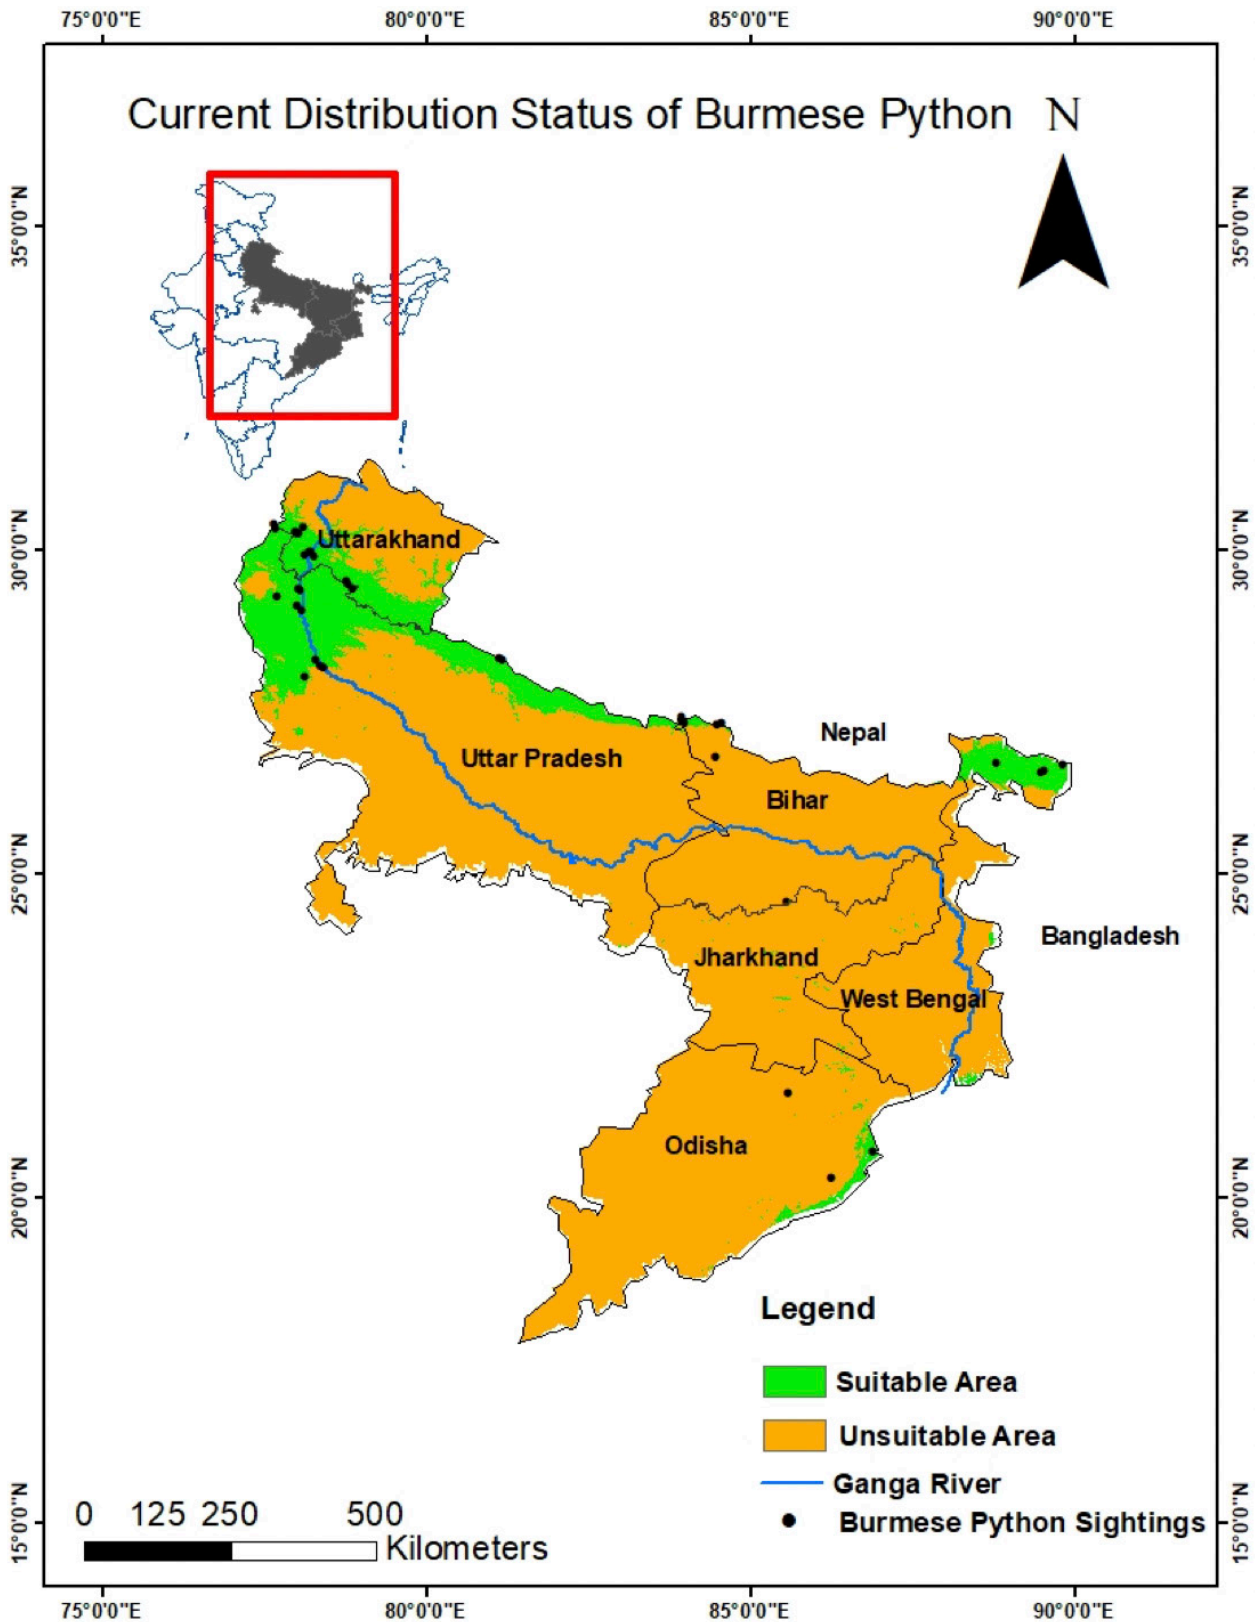 75°0'0"E 80°0'0"E 85°0'0"E 90°0'0"E
Current Distribution Status of Burmese Python N
35°0'0"N 35°0'0"N
30°0'0"N Uttarakhand 30°0'0"N
Nepal
Uttar Pradesh
Bihar
25°0'0"N 25°0'0"N
Bangladesh
Jharkhand
West Bengal
Odisha
20°0'0"N 20°0'0"N
Legend
Suitable Area
Unsuitable Area
Ganga River
0 125 250 500
Burmese Python Sightings
15°0'0"N 15°0'0"N
Kilometers
75°0'0"E 80°0'0"E 85°0'0"E 90°0'0"E